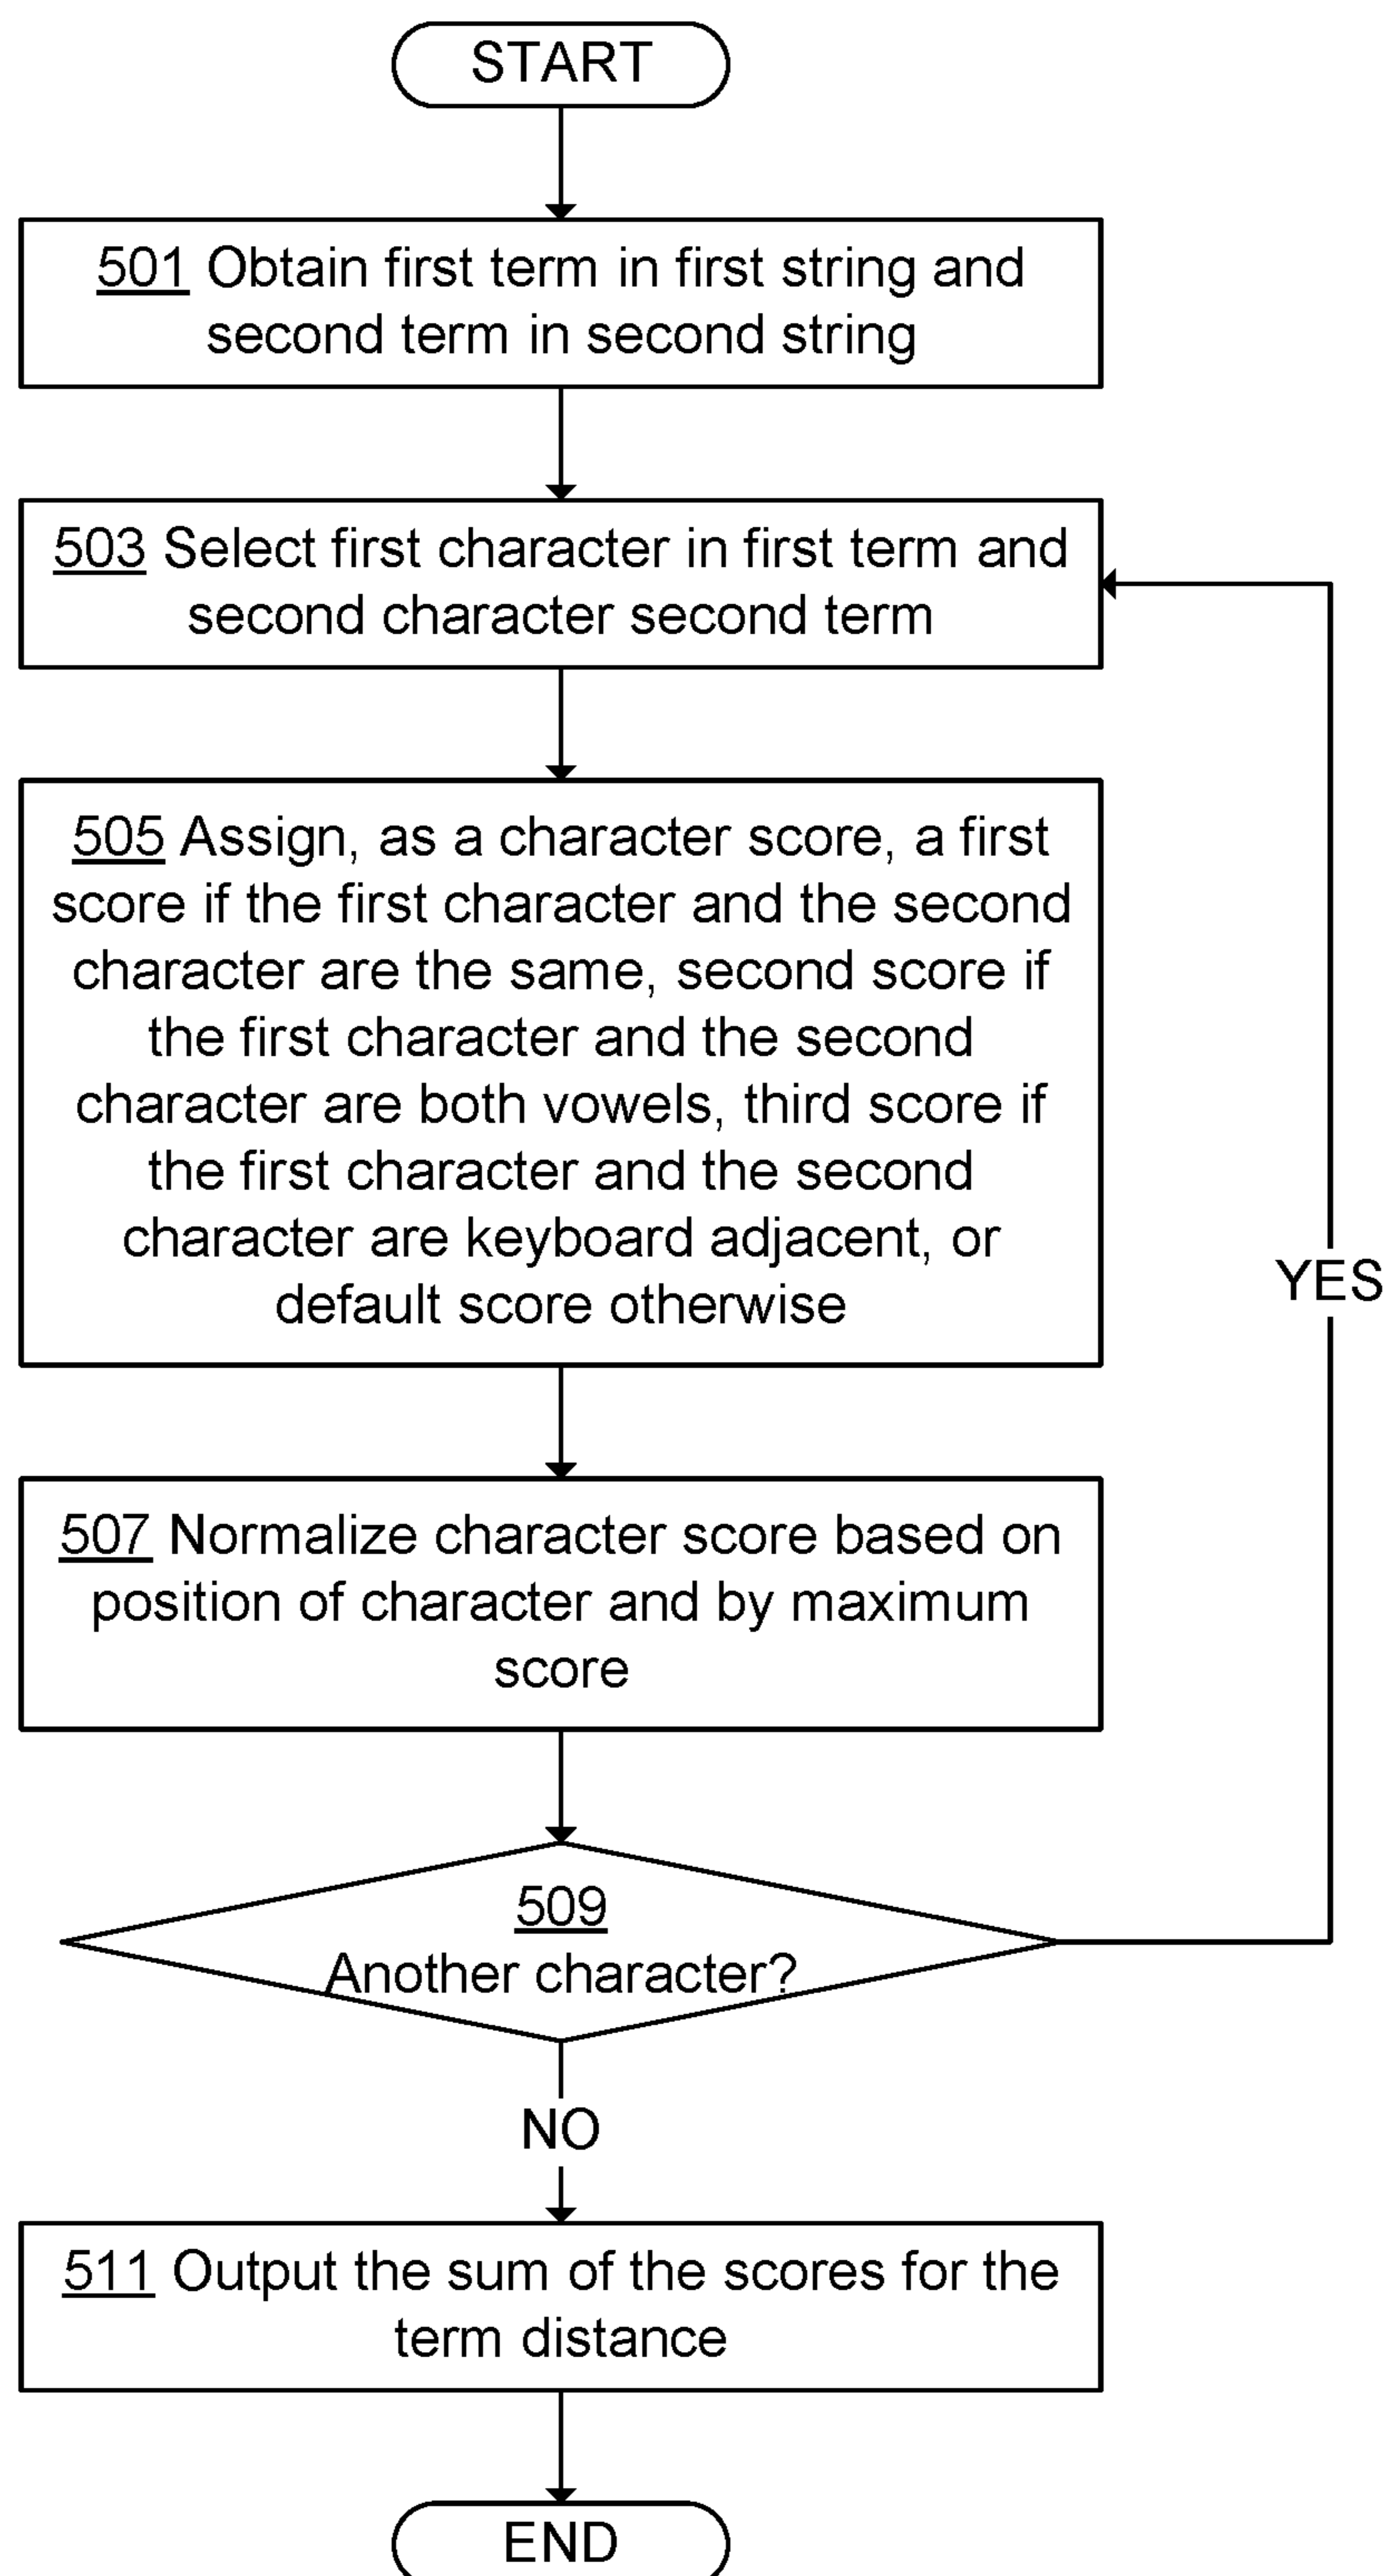 START
501 Obtain first term in first string and
second term in second string
503 Select first character in first term and
second character second term
505 Assign, as a character score, a first
score if the first character and the second
character are the same, second score if
the first character and the second
character are both vowels, third score if
the first character and the second
character are keyboard adjacent, or
default score otherwise
YES
507 Normalize character score based on
position of character and by maximum
score
509
Another character?
NO
511 Output the sum of the scores for the
term distance
END